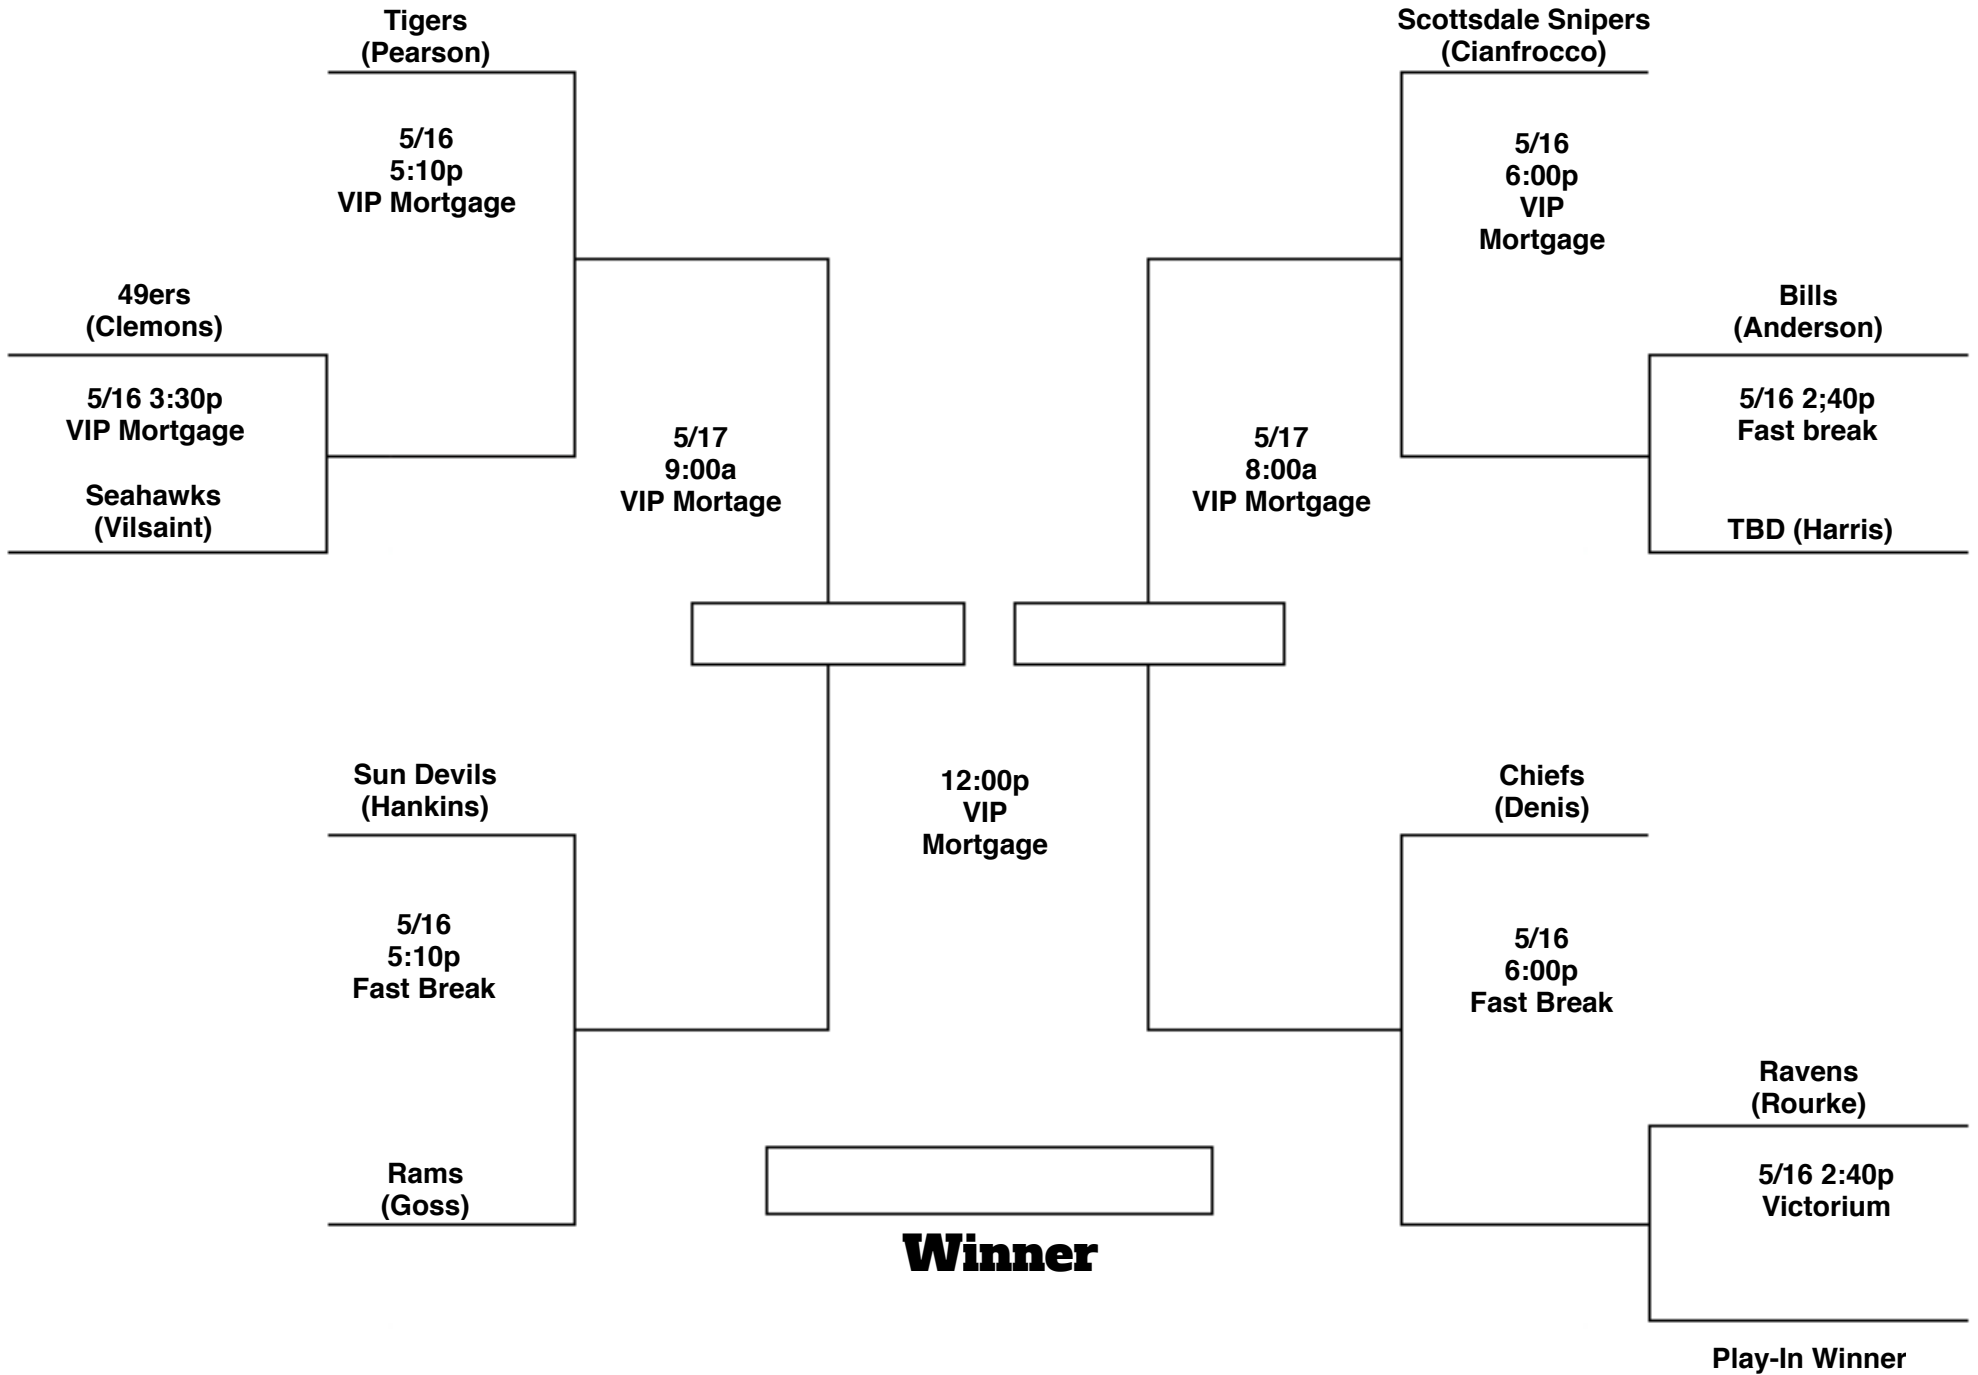 Tigers
(Pearson)
5/16
5:10p
VIP Mortgage
49ers
(Clemons)
5/16 3:30p
VIP Mortgage
Seahawks
(Vilsaint)
5/17
9:00a
VIP Mortage
Sun Devils
(Hankins)
5/16
5:10p
Fast Break
Rams
(Goss)
12:00p
VIP
Mortgage
Winner
Scottsdale Snipers
(Cianfrocco)
5/16
6:00p
VIP
Mortgage
Bills
(Anderson)
5/16 2;40p
Fast break
TBD (Harris)
5/17
8:00a
VIP Mortgage
Chiefs
(Denis)
5/16
6:00p
Fast Break
Ravens
(Rourke)
5/16 2:40p
Victorium
Play-In Winner